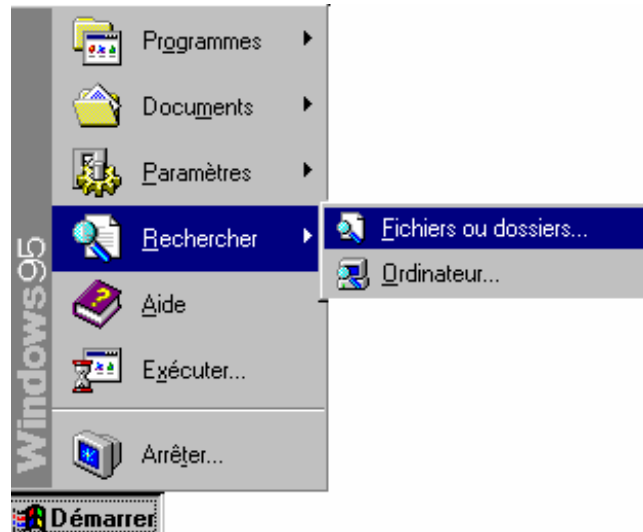 Programmes
Documents
Paramètres
Rechercher
Fichiers ou dossiers...
Ordinateur...
Aide
Exécuter...
Arrêter...
Windows95
Démarrer